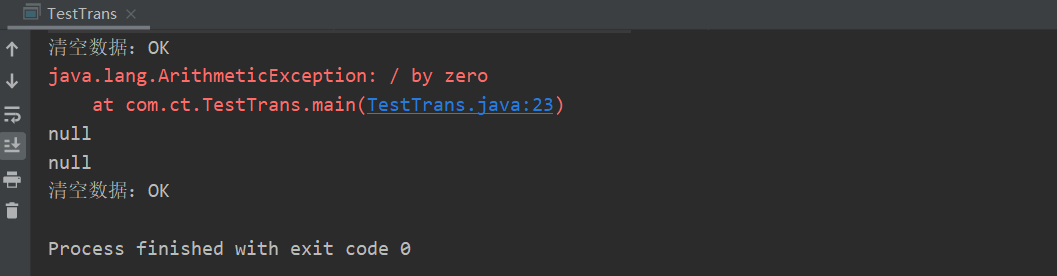 TestTrans
清空数据：OK
java.lang.ArithmeticException: / by zero
at com.ct.TestTrans.main(TestTrans.java:23)
null
null
清空数据：OK
Process finished with exit code 0